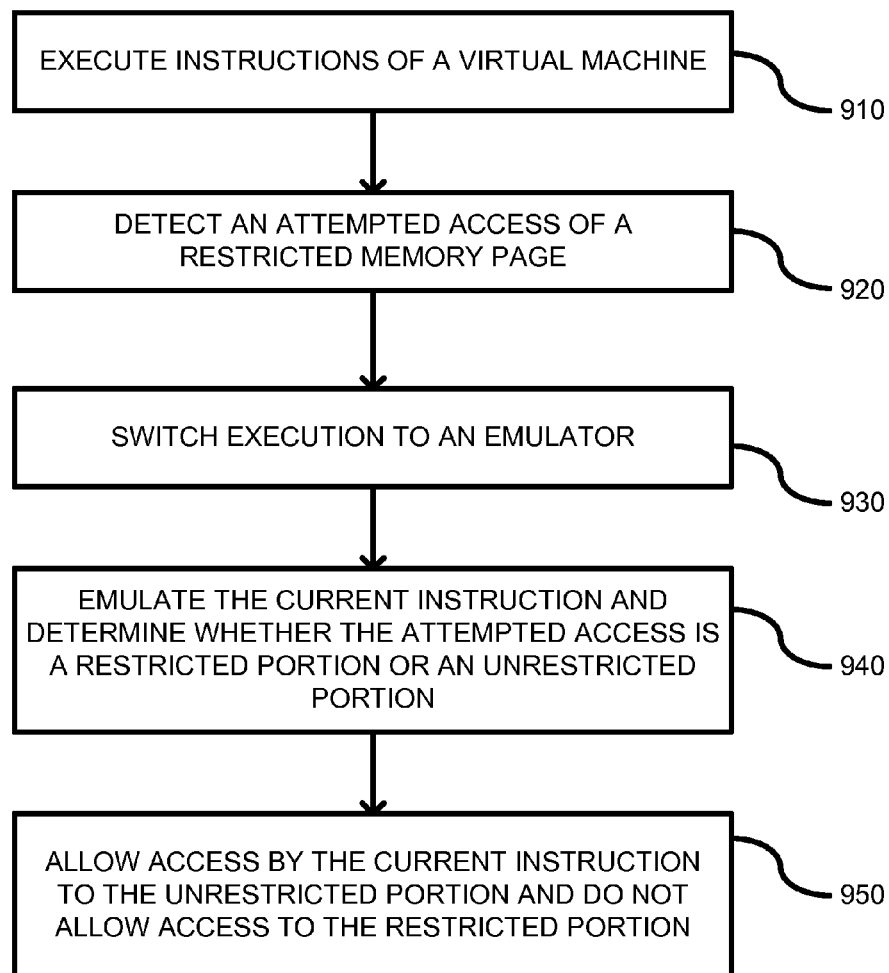 EXECUTE INSTRUCTIONS OF A VIRTUAL MACHINE
910
DETECT AN ATTEMPTED ACCESS OF A
RESTRICTED MEMORY PAGE
920
SWITCH EXECUTION TO AN EMULATOR
930
EMULATE THE CURRENT INSTRUCTION AND
DETERMINE WHETHER THE ATTEMPTED ACCESS IS
A RESTRICTED PORTION OR AN UNRESTRICTED
PORTION
940
ALLOW ACCESS BY THE CURRENT INSTRUCTION
TO THE UNRESTRICTED PORTION AND DO NOT
ALLOW ACCESS TO THE RESTRICTED PORTION
950